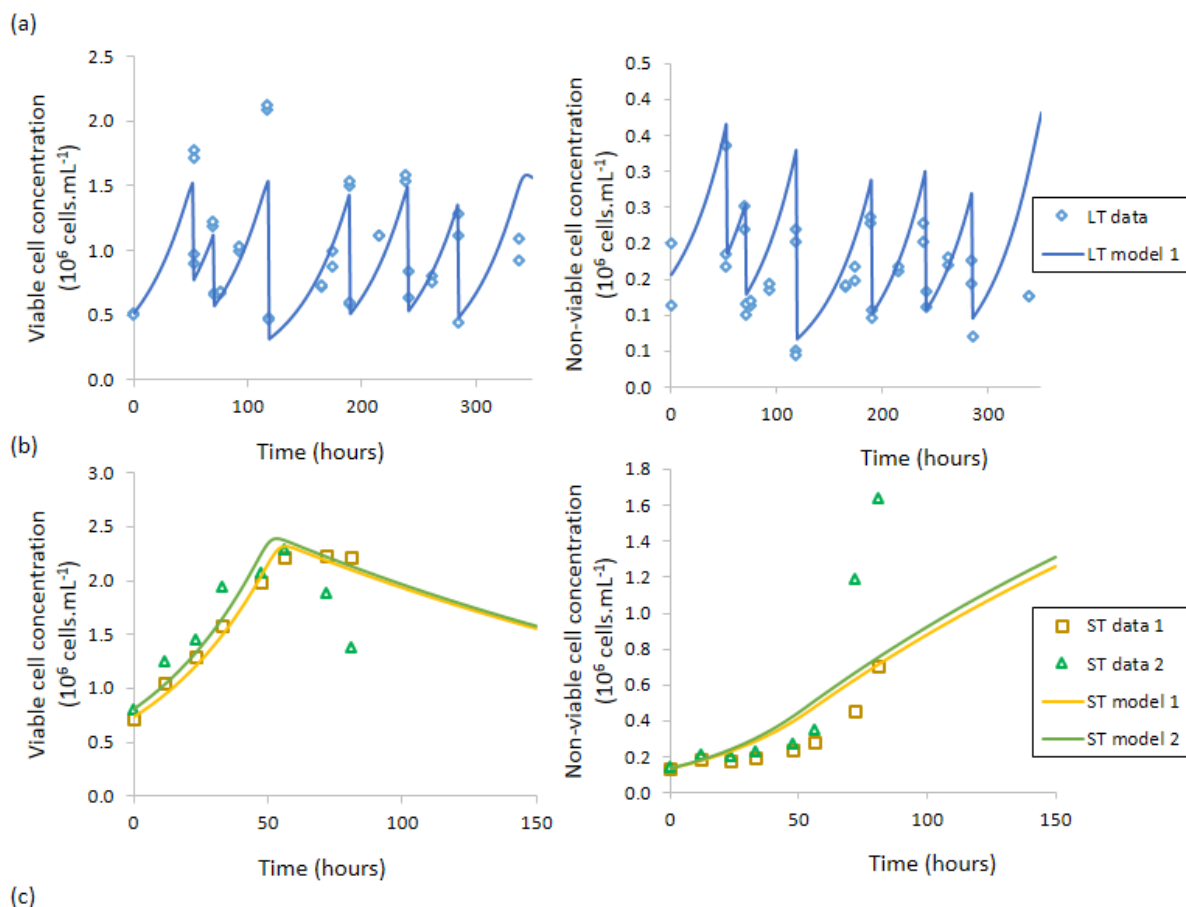 (a)
Viable cell concentration
(10⁶ cells.mL⁻¹)
2.5
2.0
1.5
1.0
0.5
0.0
0 100 200 300
Time (hours)
Non-viable cell concentration
(10⁶ cells.mL⁻¹)
0.5
0.4
0.4
0.3
0.3
0.2
0.2
0.1
0.1
0.0
0 100 200 300
Time (hours)
LT data
LT model 1
(b)
Viable cell concentration
(10⁶ cells.mL⁻¹)
3.0
2.5
2.0
1.5
1.0
0.5
0.0
0 50 100 150
Time (hours)
Non-viable cell concentration
(10⁶ cells.mL⁻¹)
1.8
1.6
1.4
1.2
1.0
0.8
0.6
0.4
0.2
0.0
0 50 100 150
Time (hours)
ST data 1
ST data 2
ST model 1
ST model 2
(c)